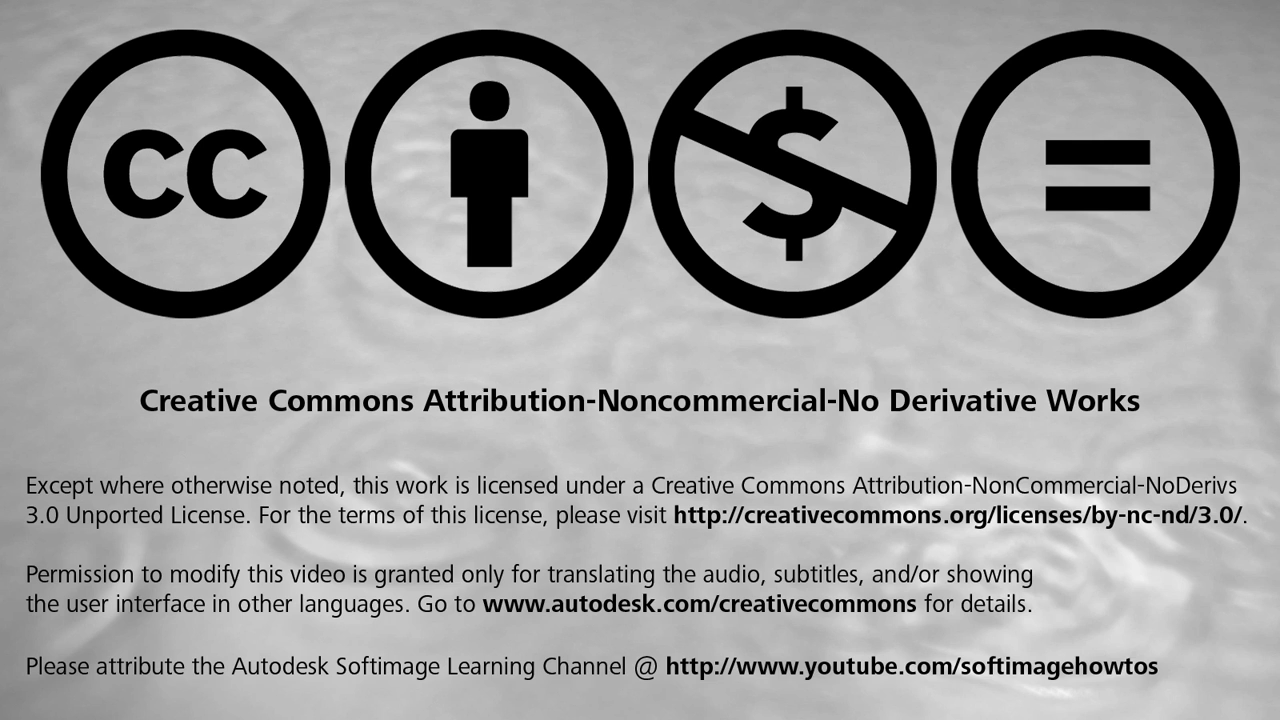 cc $ =
Creative Commons Attribution-Noncommercial-No Derivative Works
Except where otherwise noted, this work is licensed under a Creative Commons Attribution-NonCommercial-NoDerivs
3.0 Unported License. For the terms of this license, please visit http://creativecommons.org/licenses/by-nc-nd/3.0/.
Permission to modify this video is granted only for translating the audio, subtitles, and/or showing
the user interface in other languages. Go to www.autodesk.com/creativecommons for details.
Please attribute the Autodesk Softimage Learning Channel @ http://www.youtube.com/softimagehowtos